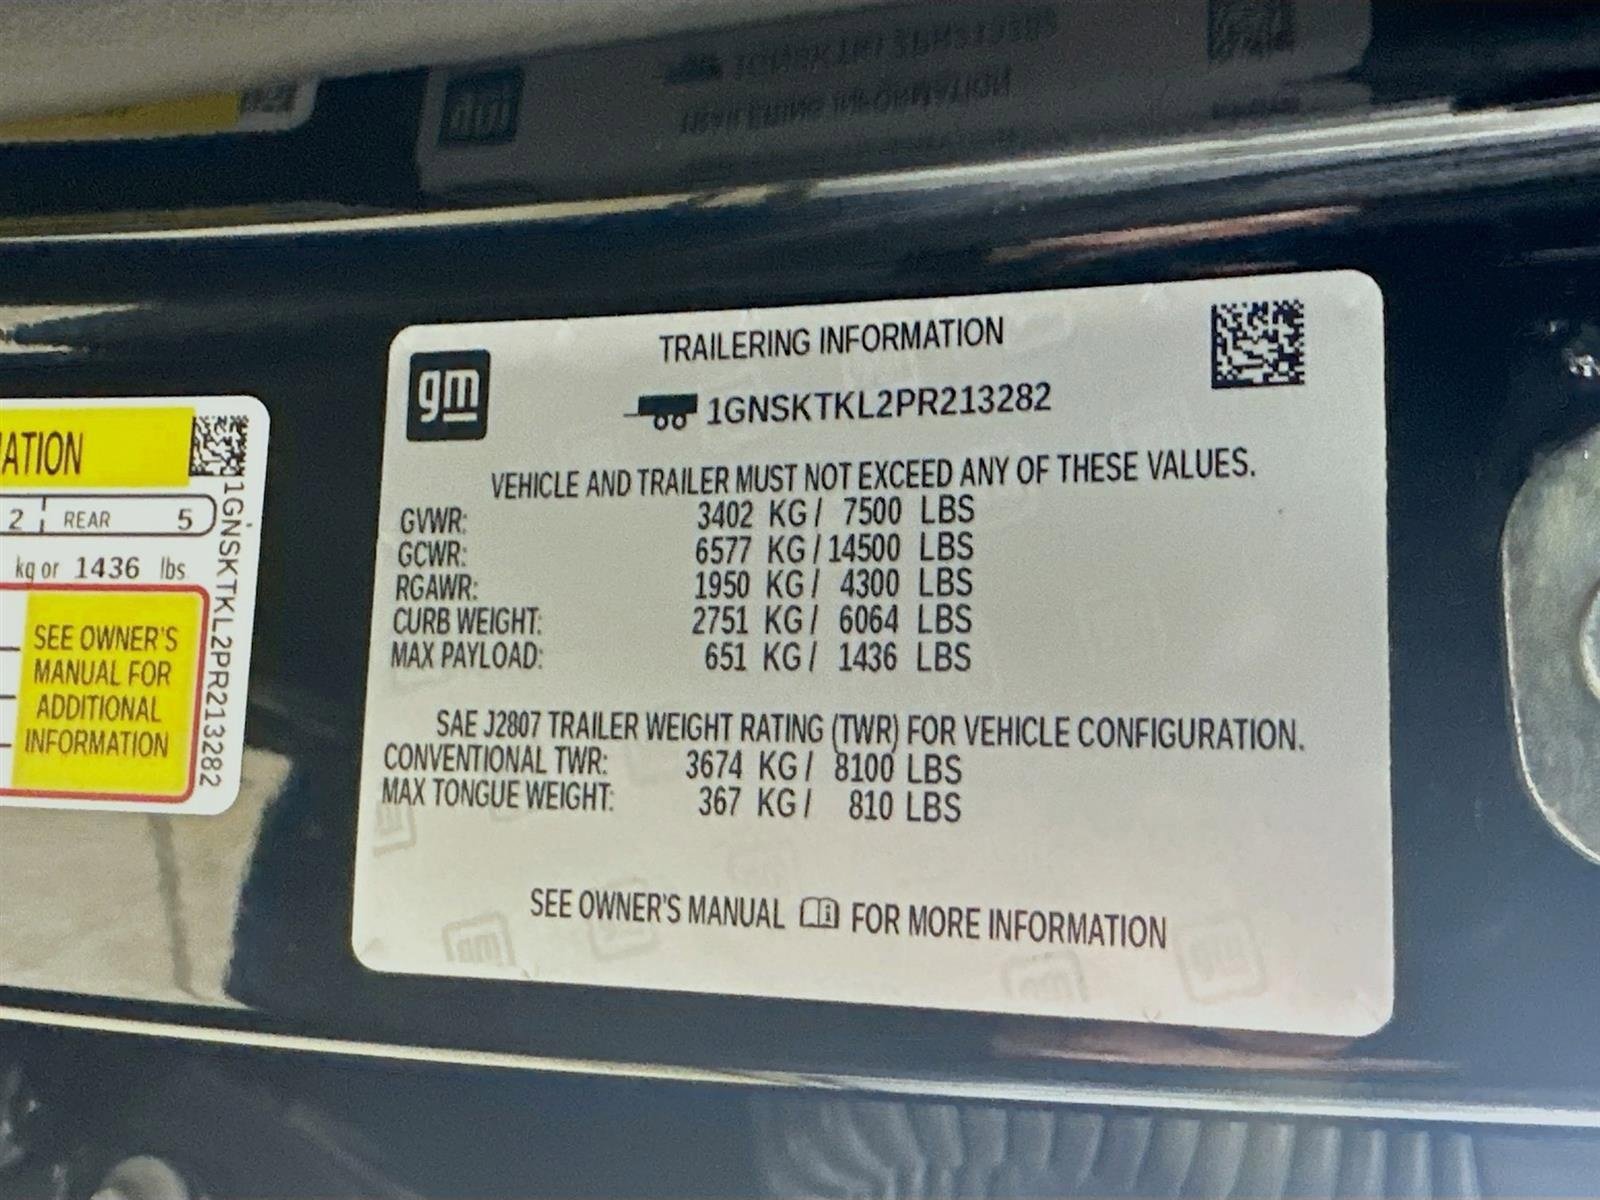 ATION
2 REAR 5
kg or 1436 lbs
SEE OWNER'S
MANUAL FOR
ADDITIONAL
INFORMATION
1GNSKTKL2PR213282
gm
TRAILERING INFORMATION
1GNSKTKL2PR213282
VEHICLE AND TRAILER MUST NOT EXCEED ANY OF THESE VALUES.
GVWR: 3402 KG/ 7500 LBS
GCWR: 6577 KG/14500 LBS
RGAWR: 1950 KG/ 4300 LBS
CURB WEIGHT: 2751 KG/ 6064 LBS
MAX PAYLOAD: 651 KG/ 1436 LBS
SAE J2807 TRAILER WEIGHT RATING (TWR) FOR VEHICLE CONFIGURATION.
CONVENTIONAL TWR: 3674 KG/ 8100 LBS
MAX TONGUE WEIGHT: 367 KG/ 810 LBS
SEE OWNER'S MANUAL FOR MORE INFORMATION